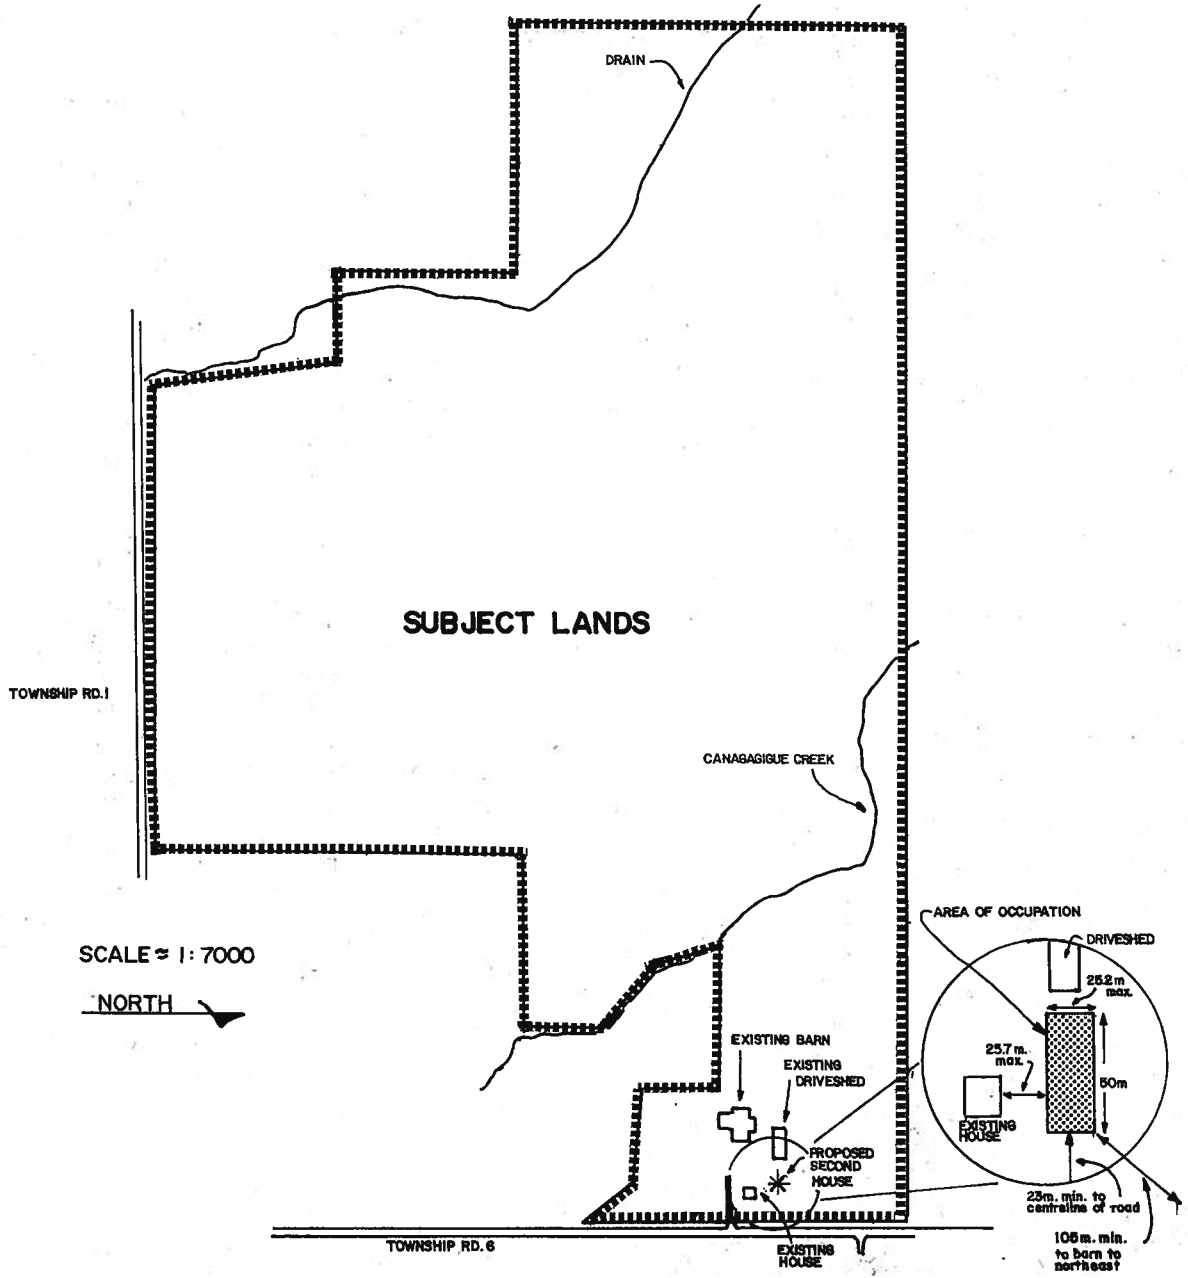 DRAIN
SUBJECT LANDS
TOWNSHIP RD. 1
CANAGAGIGUE CREEK
AREA OF OCCUPATION
DRIVESHED
25.2 m
max.
SCALE ≈ 1:7000
NORTH
EXISTING BARN
EXISTING
DRIVESHED
25.7 m.
max.
50m
EXISTING
HOUSE
PROPOSED
SECOND
HOUSE
23m. min. to
centreline of road
105m. min.
to barn to
northeast
TOWNSHIP RD. 6
EXISTING
HOUSE